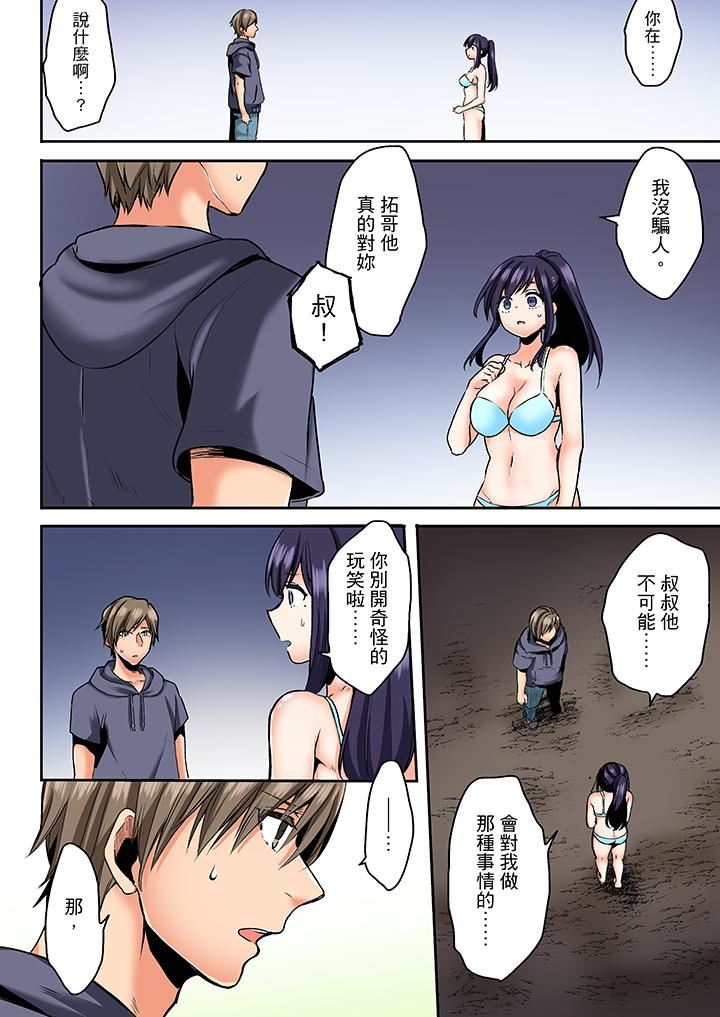 你在……
說什麼啊…？
我沒騙人。
拓哥他
真的對妳
叔！
叔叔他
不可能……
會對我做
那種事情的……
你別開奇怪的
玩笑啦……
——…
那，